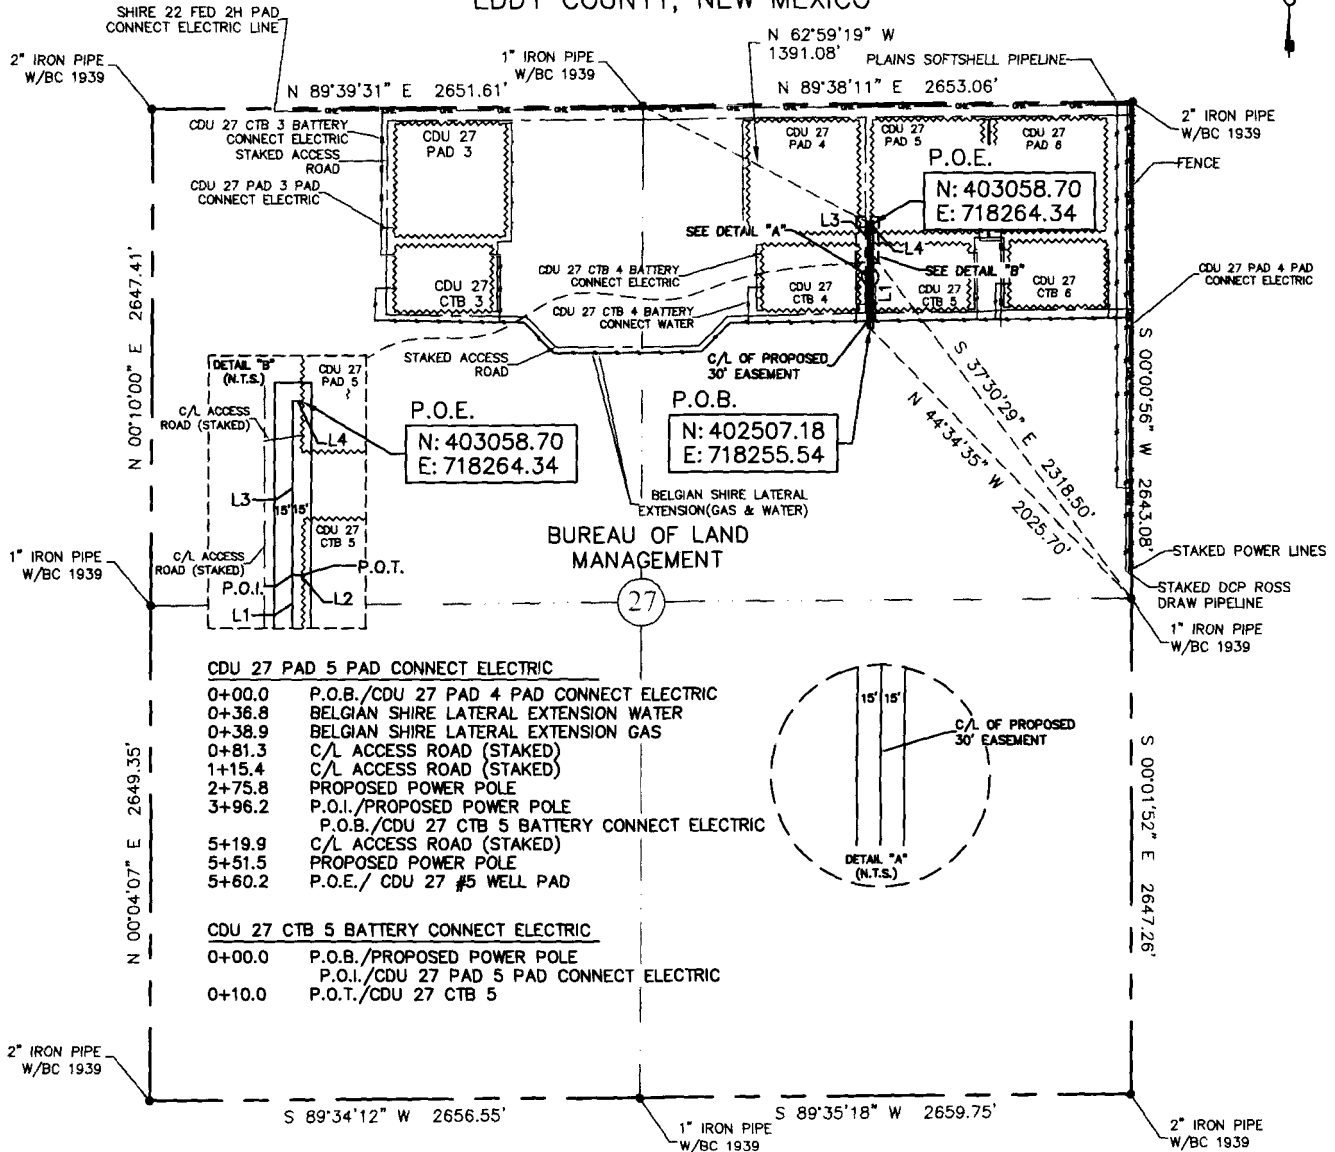 EDDY COUNTY, NEW MEXICO
SHIRE 22 FED 2H PAD
CONNECT ELECTRIC LINE
2" IRON PIPE
W/BC 1939
1" IRON PIPE
W/BC 1939
N 62°59'19" W
1391.08'
PLAINS SOFTSHELL PIPELINE
N 89°39'31" E 2651.61'
N 89°38'11" E 2653.06'
OHE OHE OHE OHE OHE OHE OHE OHE OHE OHE
2" IRON PIPE
W/BC 1939
CDU 27 CTB 3 BATTERY
CONNECT ELECTRIC
STAKED ACCESS
ROAD
CDU 27 PAD 3 PAD
CONNECT ELECTRIC
CDU 27
PAD 3
CDU 27
PAD 4
CDU 27
PAD 5
CDU 27
PAD 6
FENCE
P.O.E.
N: 403058.70
E: 718264.34
L3
L4
SEE DETAIL "A"
SEE DETAIL "B"
L1
CDU 27 CTB 4 BATTERY
CONNECT ELECTRIC
CDU 27 CTB 4 BATTERY
CONNECT WATER
CDU 27
CTB 3
CDU 27
CTB 4
CDU 27
CTB 5
CDU 27
CTB 6
CDU 27 PAD 4 PAD
CONNECT ELECTRIC
N 00°10'00" E 2647.41'
STAKED ACCESS
ROAD
C/L OF PROPOSED
30' EASEMENT
S 37°30'29" E 2318.50'
N 44°34'35" W 2025.70'
S 00°00'56" W 2643.08'
DETAIL "B"
(N.T.S.)
CDU 27
PAD 5
C/L ACCESS
ROAD (STAKED)
L4
L3
15' 15'
CDU 27
CTB 5
C/L ACCESS
ROAD (STAKED)
P.O.I.
P.O.T.
L1
L2
P.O.E.
N: 403058.70
E: 718264.34
P.O.B.
N: 402507.18
E: 718255.54
BELGIAN SHIRE LATERAL
EXTENSION(GAS & WATER)
BUREAU OF LAND
MANAGEMENT
27
1" IRON PIPE
W/BC 1939
STAKED POWER LINES
STAKED DCP ROSS
DRAW PIPELINE
1" IRON PIPE
W/BC 1939
CDU 27 PAD 5 PAD CONNECT ELECTRIC
0+00.0 P.O.B./CDU 27 PAD 4 PAD CONNECT ELECTRIC
0+36.8 BELGIAN SHIRE LATERAL EXTENSION WATER
0+38.9 BELGIAN SHIRE LATERAL EXTENSION GAS
0+81.3 C/L ACCESS ROAD (STAKED)
1+15.4 C/L ACCESS ROAD (STAKED)
2+75.8 PROPOSED POWER POLE
3+96.2 P.O.I./PROPOSED POWER POLE
P.O.B./CDU 27 CTB 5 BATTERY CONNECT ELECTRIC
5+19.9 C/L ACCESS ROAD (STAKED)
5+51.5 PROPOSED POWER POLE
5+60.2 P.O.E./ CDU 27 #5 WELL PAD
CDU 27 CTB 5 BATTERY CONNECT ELECTRIC
0+00.0 P.O.B./PROPOSED POWER POLE
P.O.I./CDU 27 PAD 5 PAD CONNECT ELECTRIC
0+10.0 P.O.T./CDU 27 CTB 5
15' 15'
C/L OF PROPOSED
30' EASEMENT
DETAIL "A"
(N.T.S.)
N 00°04'07" E 2649.35'
S 00°01'52" E 2647.26'
2" IRON PIPE
W/BC 1939
S 89°34'12" W 2656.55'
1" IRON PIPE
W/BC 1939
S 89°35'18" W 2659.75'
2" IRON PIPE
W/BC 1939